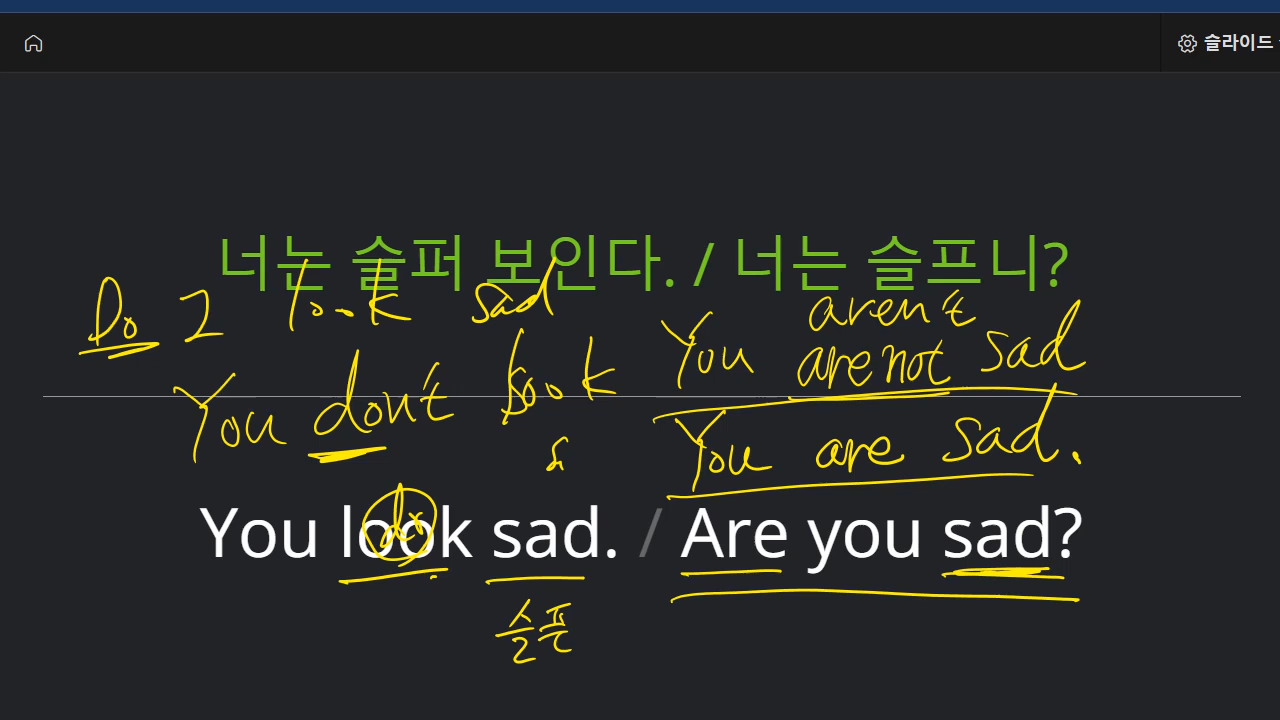 슬라이드
너는 슬퍼 보인다. / 너는 슬프니?
Do I look sad
aren't
You are not sad
You don't look
You are sad.
do
You look sad. / Are you sad?
슬픈